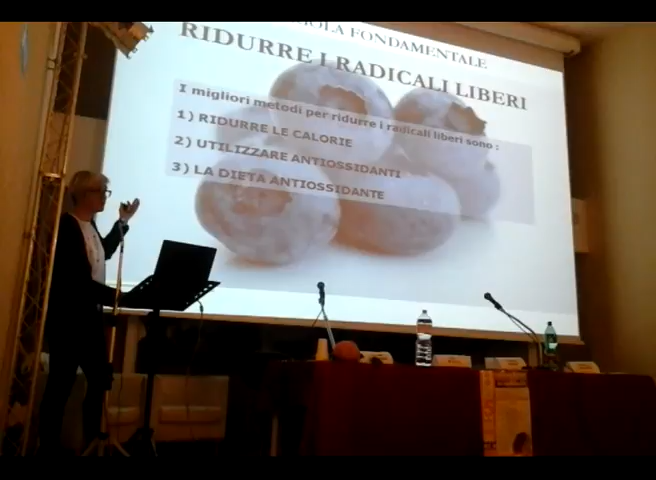 FONDAMENTALE
RIDURRE I RADICALI LIBERI
I migliori metodi per ridurre i radicali liberi sono :
1) RIDURRE LE CALORIE
2) UTILIZZARE ANTIOSSIDANTI
3) LA DIETA ANTIOSSIDANTE